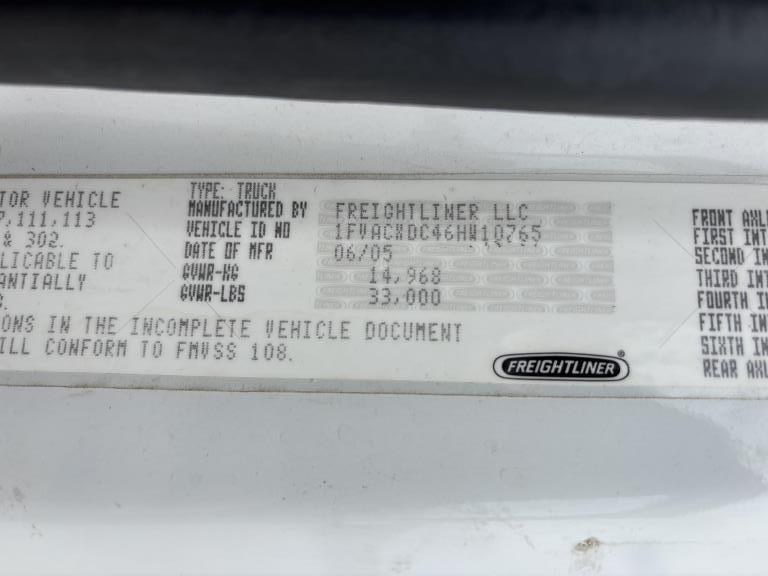 TOR VEHICLE
7,111,113
& 302.
LICABLE TO
ANTIALLY
TYPE: TRUCK
MANUFACTURED BY FREIGHTLINER LLC
VEHICLE ID NO 1FVACWDC46HW10765
DATE OF MFR 06/05
GVWR-KG 14,968
GVWR-LBS 33,000
IONS IN THE INCOMPLETE VEHICLE DOCUMENT
ILL CONFORM TO FMVSS 108.
FREIGHTLINER®
FRONT AXLE
FIRST INT
SECOND IN
THIRD INT
FOURTH IN
FIFTH IN
SIXTH IN
REAR AXL